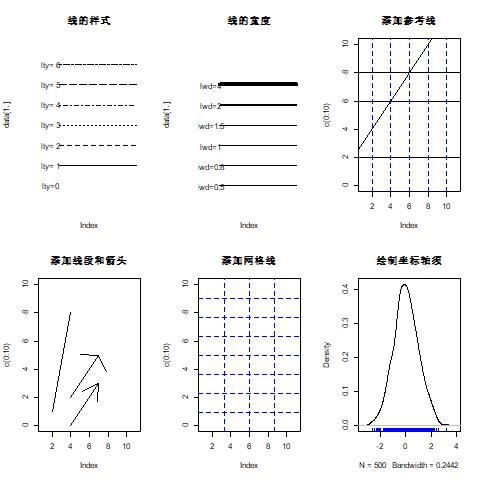 线的样式
data[1, ]
lty= 6
lty= 5
lty= 4
lty= 3
lty= 2
lty= 1
lty=0
Index
线的宽度
data[1, ]
lwd=4
lwd=2
lwd=1.5
lwd=1
lwd=0.8
lwd=0.5
Index
添加参考线
c(0:10)
10
8
6
4
2
0
2 4 6 8 10
Index
添加线段和箭头
c(0:10)
10
8
6
4
2
0
2 4 6 8 10
Index
添加网格线
c(0:10)
10
8
6
4
2
0
2 4 6 8 10
Index
绘制坐标轴须
Density
0.4
0.3
0.2
0.1
0.0
-2 0 2 4
N = 500 Bandwidth = 0.2442